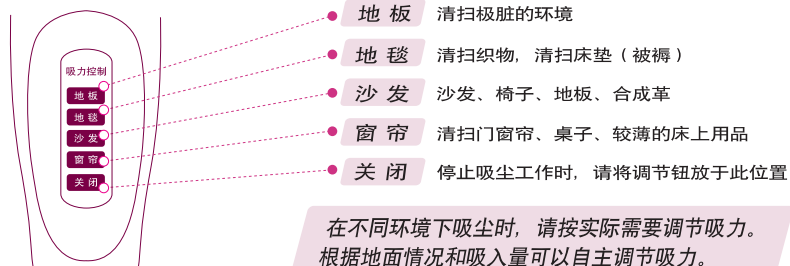 吸力控制
地板
地毯
沙发
窗帘
关闭
地板 清扫极脏的环境
地毯 清扫织物，清扫床垫（被褥）
沙发 沙发、椅子、地板、合成革
窗帘 清扫门窗帘、桌子、较薄的床上用品
关闭 停止吸尘工作时，请将调节钮放于此位置
在不同环境下吸尘时，请按实际需要调节吸力。
根据地面情况和吸入量可以自主调节吸力。